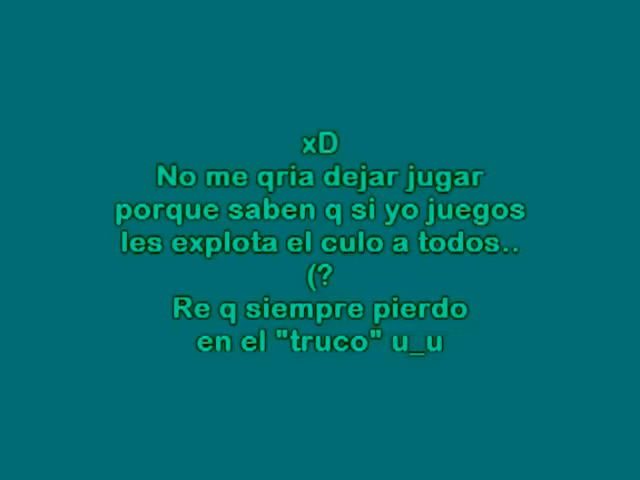 xD
No me qria dejar jugar
porque saben q si yo juegos
les explota el culo a todos..
(?
Re q siempre pierdo
en el "truco" u_u